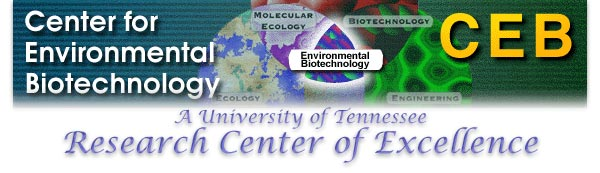 Center for
Environmental
Biotechnology
MOLECULAR
ECOLOGY
BIOTECHNOLOGY
Environmental
Biotechnology
ECOLOGY
ENGINEERING
CEB
A University of Tennessee
Research Center of Excellence